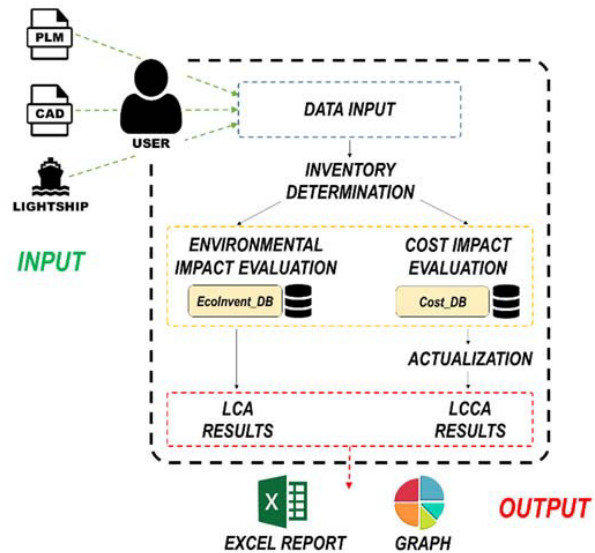 PLM
CAD
USER
LIGHTSHIP
INPUT
DATA INPUT
INVENTORY
DETERMINATION
ENVIRONMENTAL
IMPACT EVALUATION
EcoInvent_DB
COST IMPACT
EVALUATION
Cost_DB
ACTUALIZATION
LCA
RESULTS
LCCA
RESULTS
X
EXCEL REPORT
GRAPH
OUTPUT